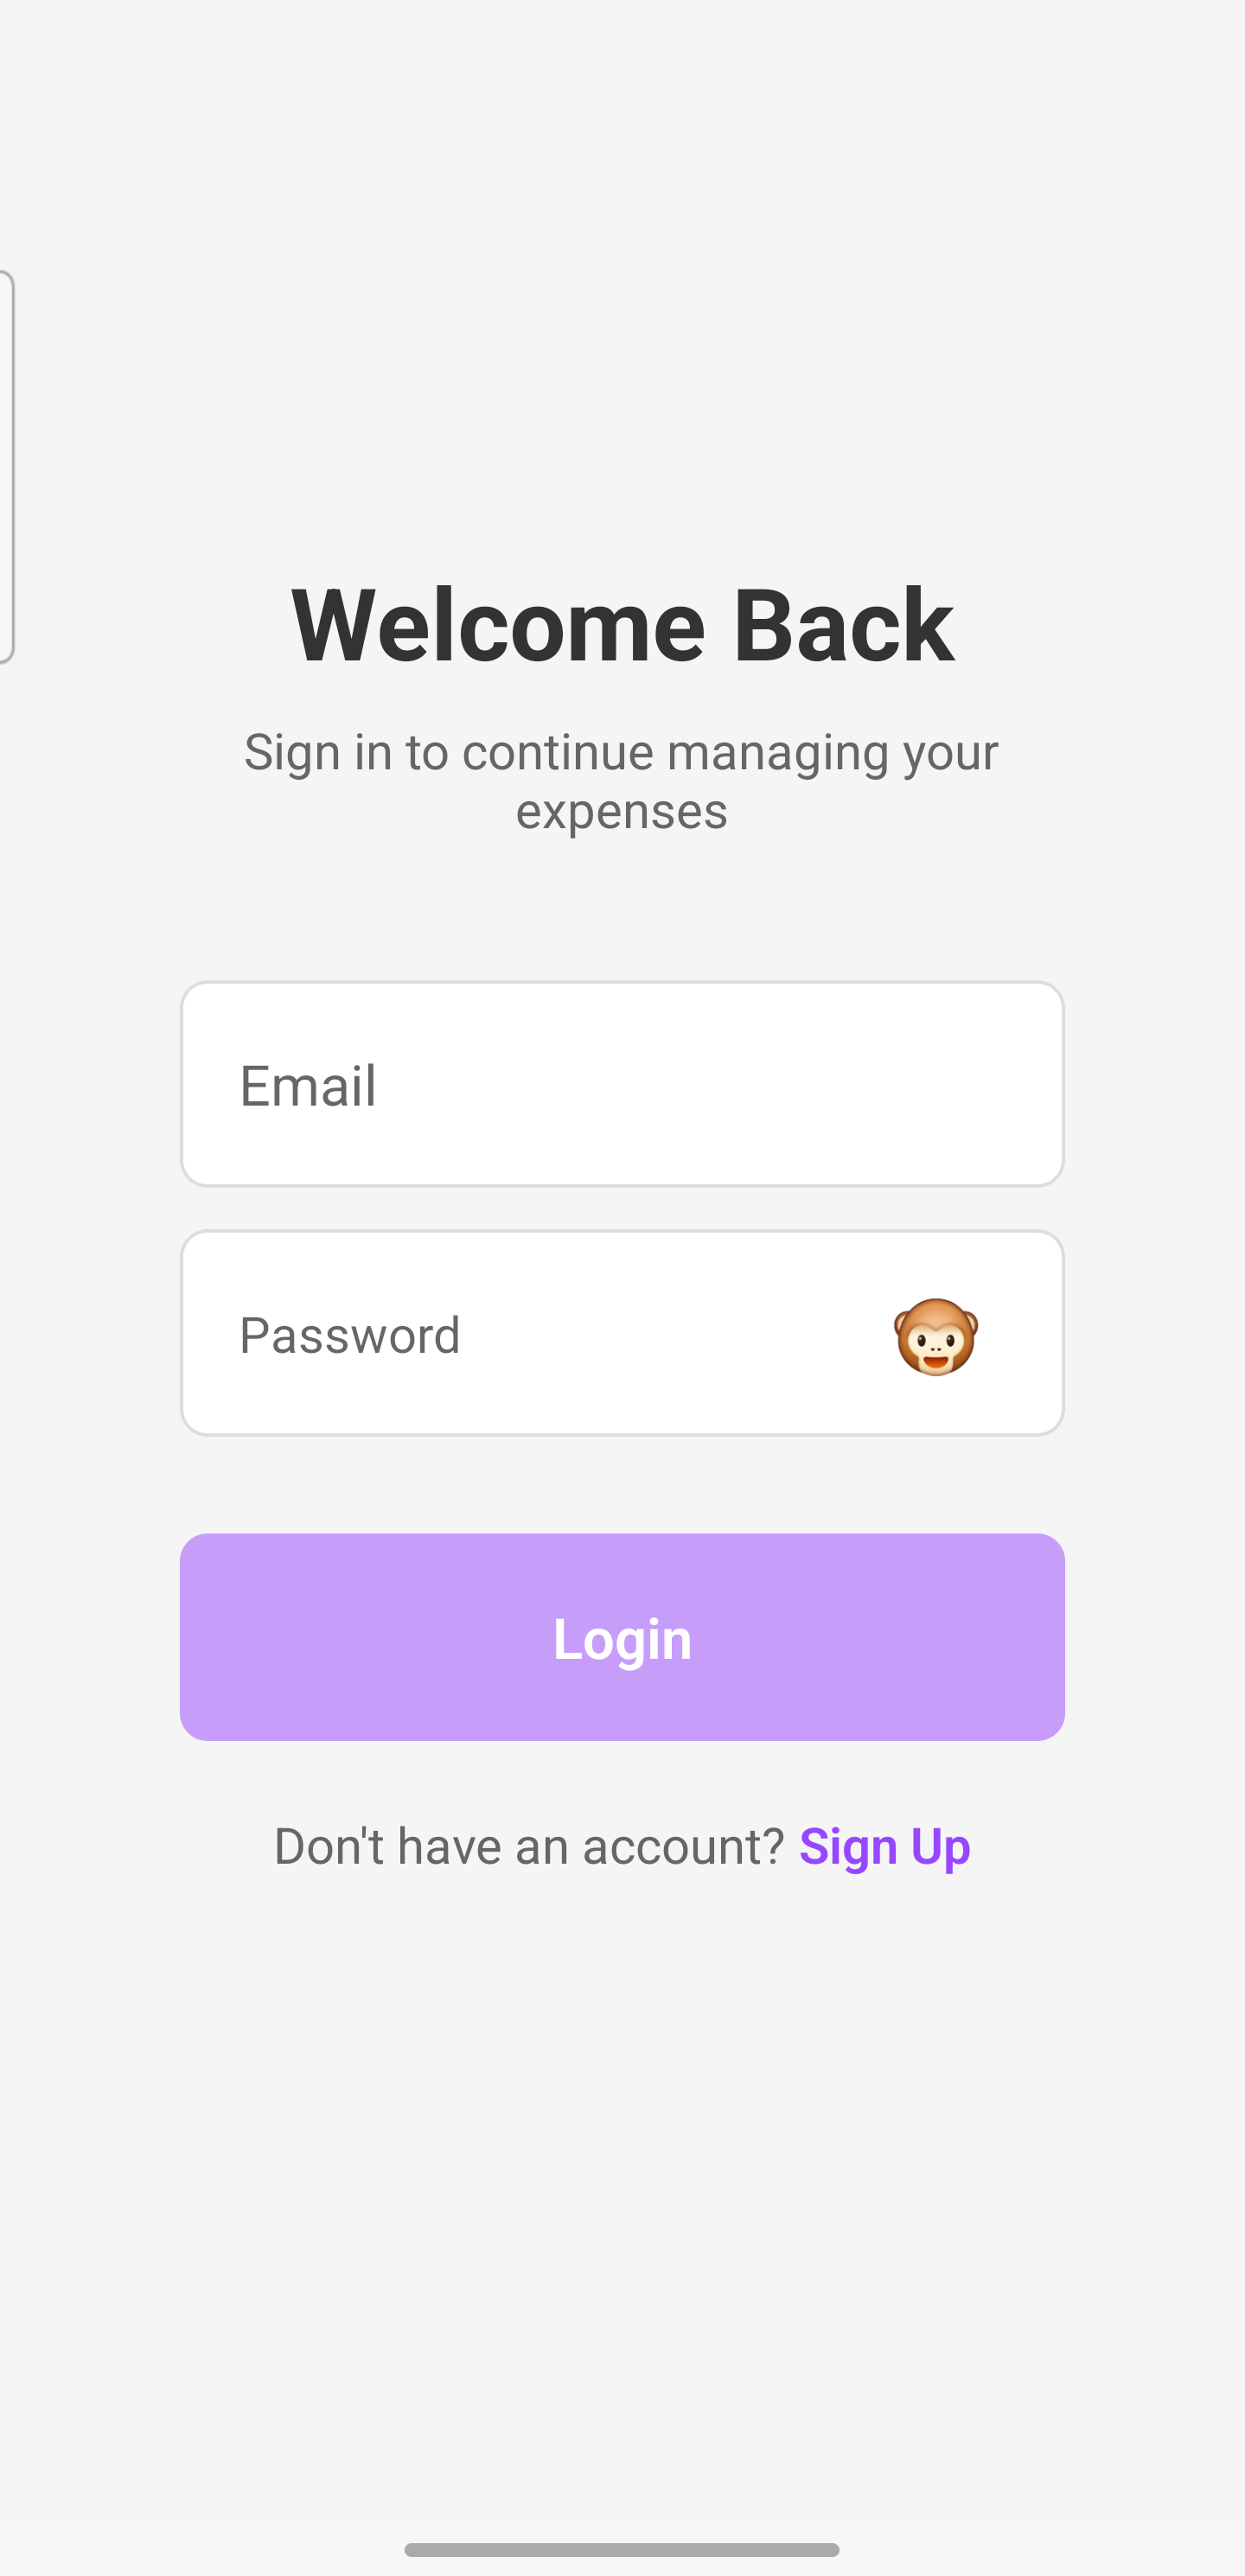 Welcome Back
Sign in to continue managing your
expenses
Email
Password
Login
Don't have an account? Sign Up